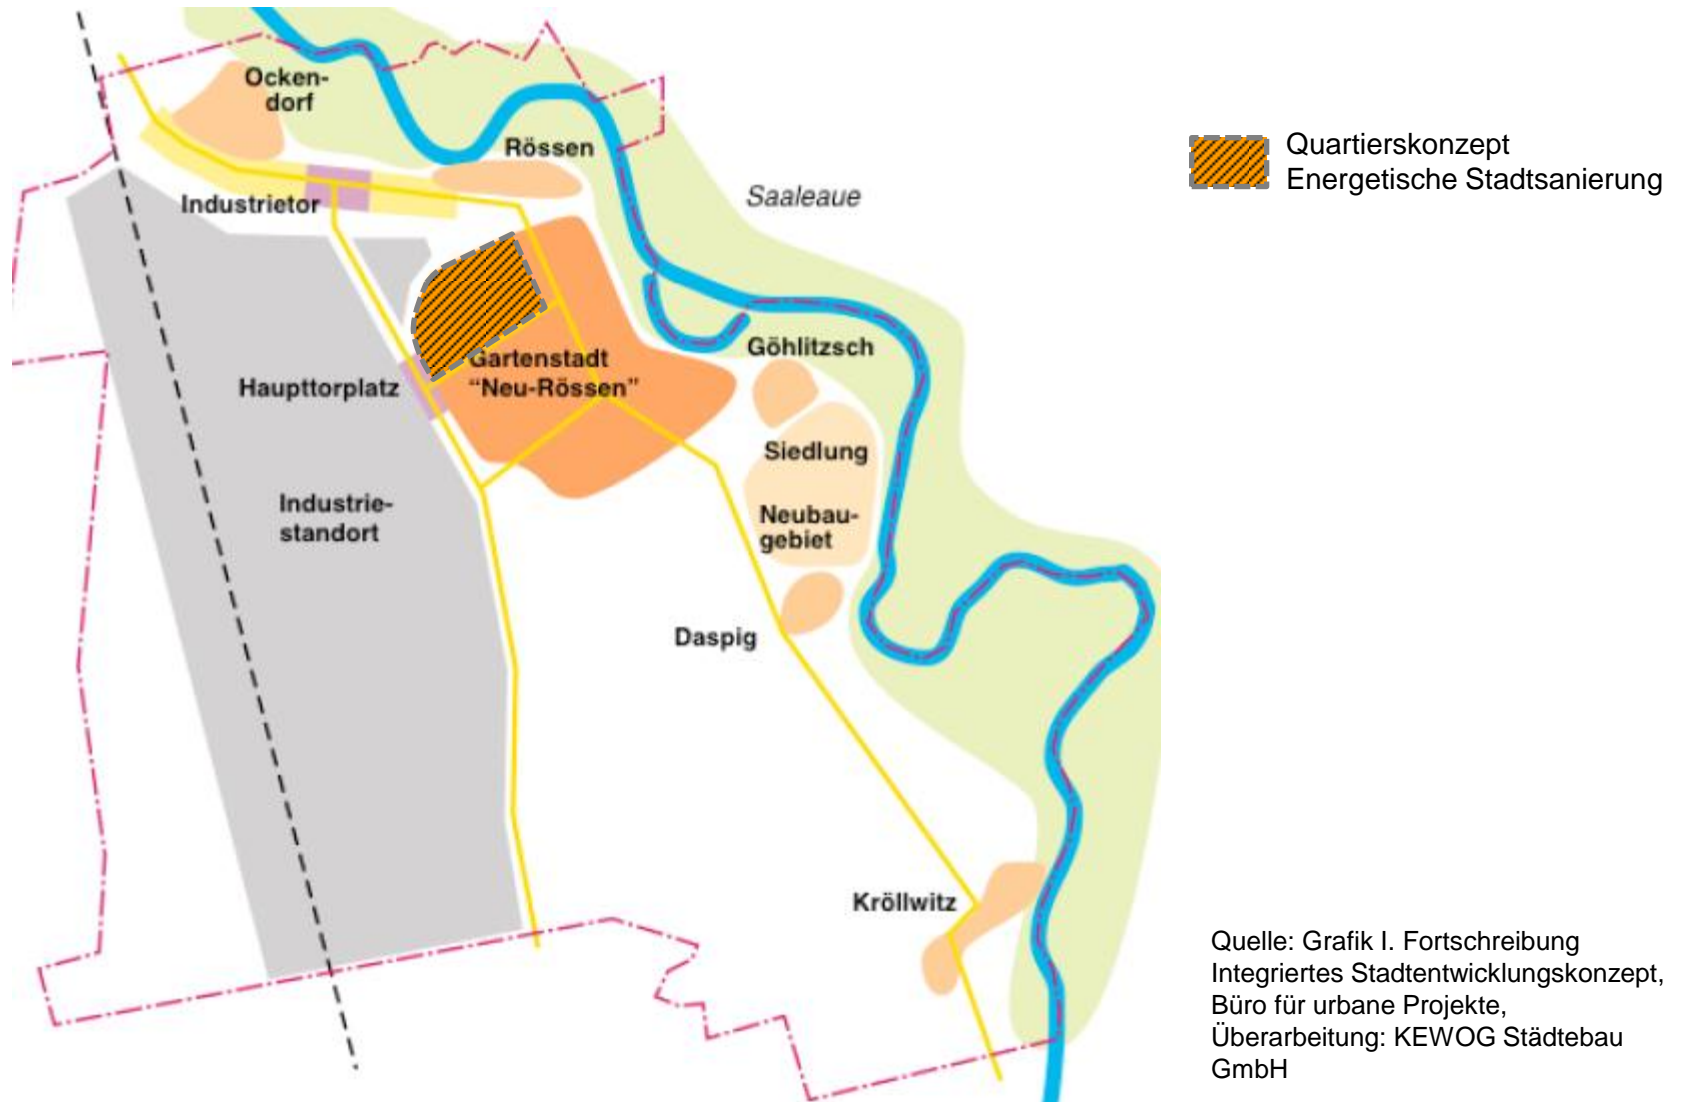 Ocken-
dorf
Rössen
Industrietor
Saaleaue
Quartierskonzept
Energetische Stadtsanierung
Göhlitzsch
Gartenstadt
"Neu-Rössen"
Haupttorplatz
Siedlung
Industrie-
standort
Neubau-
gebiet
Daspig
Kröllwitz
Quelle: Grafik I. Fortschreibung
Integriertes Stadtentwicklungskonzept,
Büro für urbane Projekte,
Überarbeitung: KEWOG Städtebau
GmbH